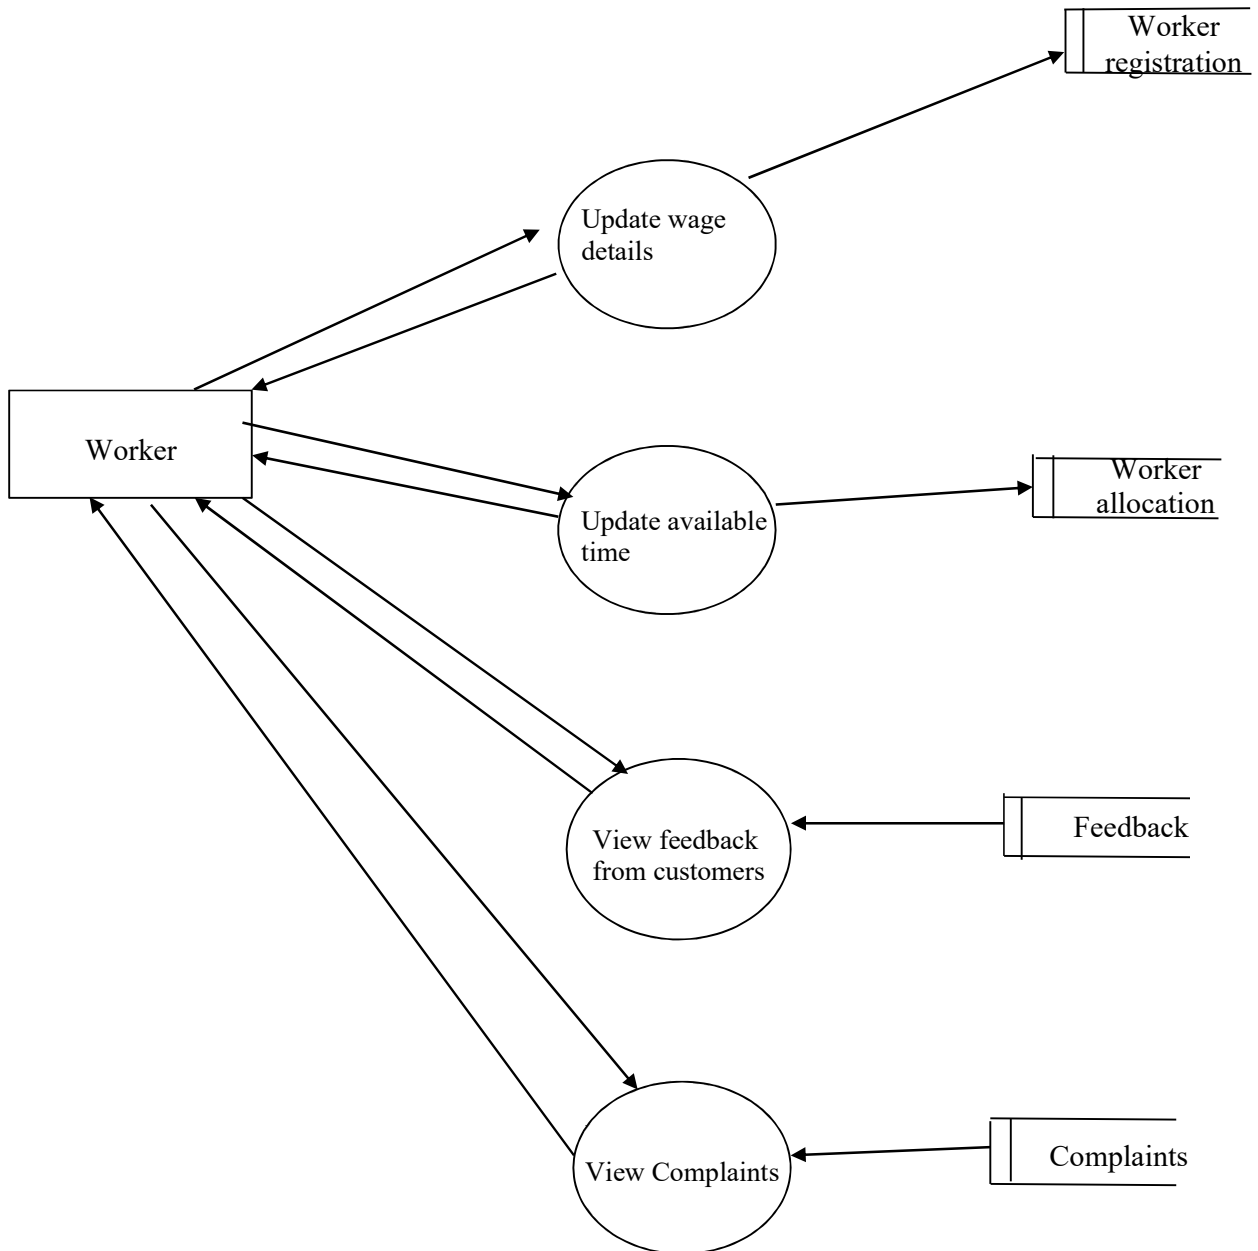 Worker
registration
Update wage
details
Worker
Worker
allocation
Update available
time
View feedback
from customers
Feedback
View Complaints
Complaints